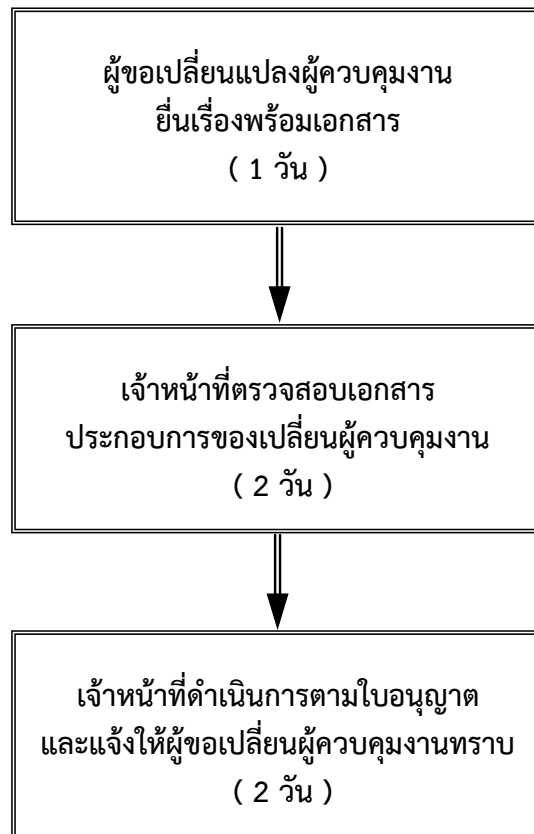 ผู้ขอเปลี่ยนแปลงผู้ควบคุมงาน
ยื่นเรื่องพร้อมเอกสาร
( 1 วัน )
เจ้าหน้าที่ตรวจสอบเอกสาร
ประกอบการของเปลี่ยนผู้ควบคุมงาน
( 2 วัน )
เจ้าหน้าที่ดำเนินการตามใบอนุญาต
และแจ้งให้ผู้ขอเปลี่ยนผู้ควบคุมงานทราบ
( 2 วัน )